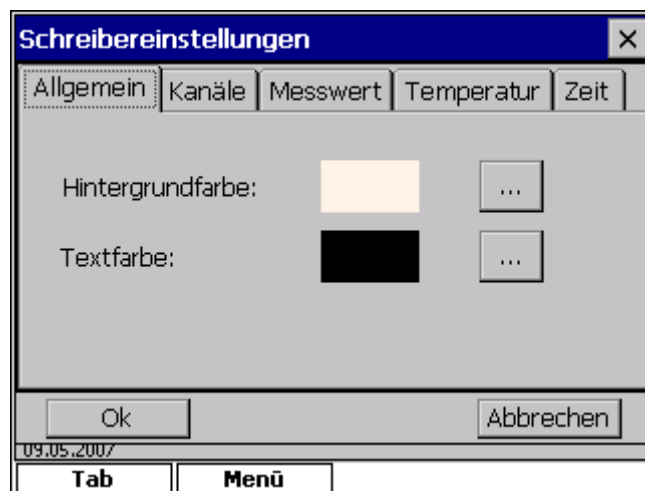 Schreibereinstellungen
Allgemein Kanäle Messwert Temperatur Zeit
Hintergrundfarbe: ...
Textfarbe: ...
Ok Abbrechen
09.05.2007
Tab Menü